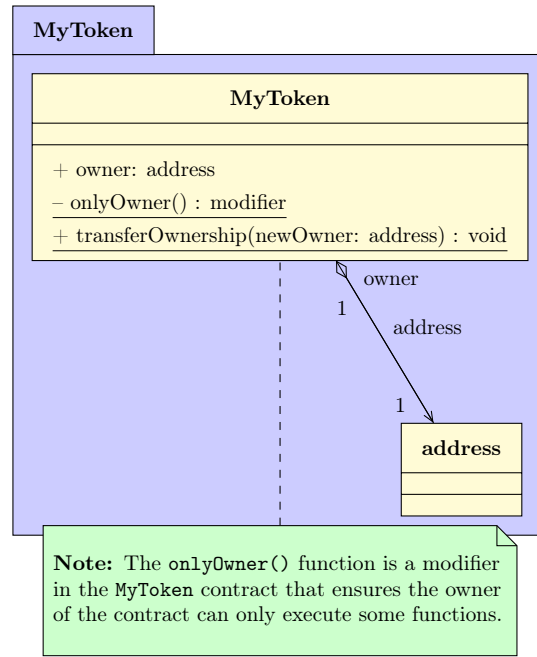 MyToken
MyToken
+ owner: address
– onlyOwner() : modifier
+ transferOwnership(newOwner: address) : void
owner
1
address
1
address
Note: The onlyOwner() function is a modifier
in the MyToken contract that ensures the owner
of the contract can only execute some functions.